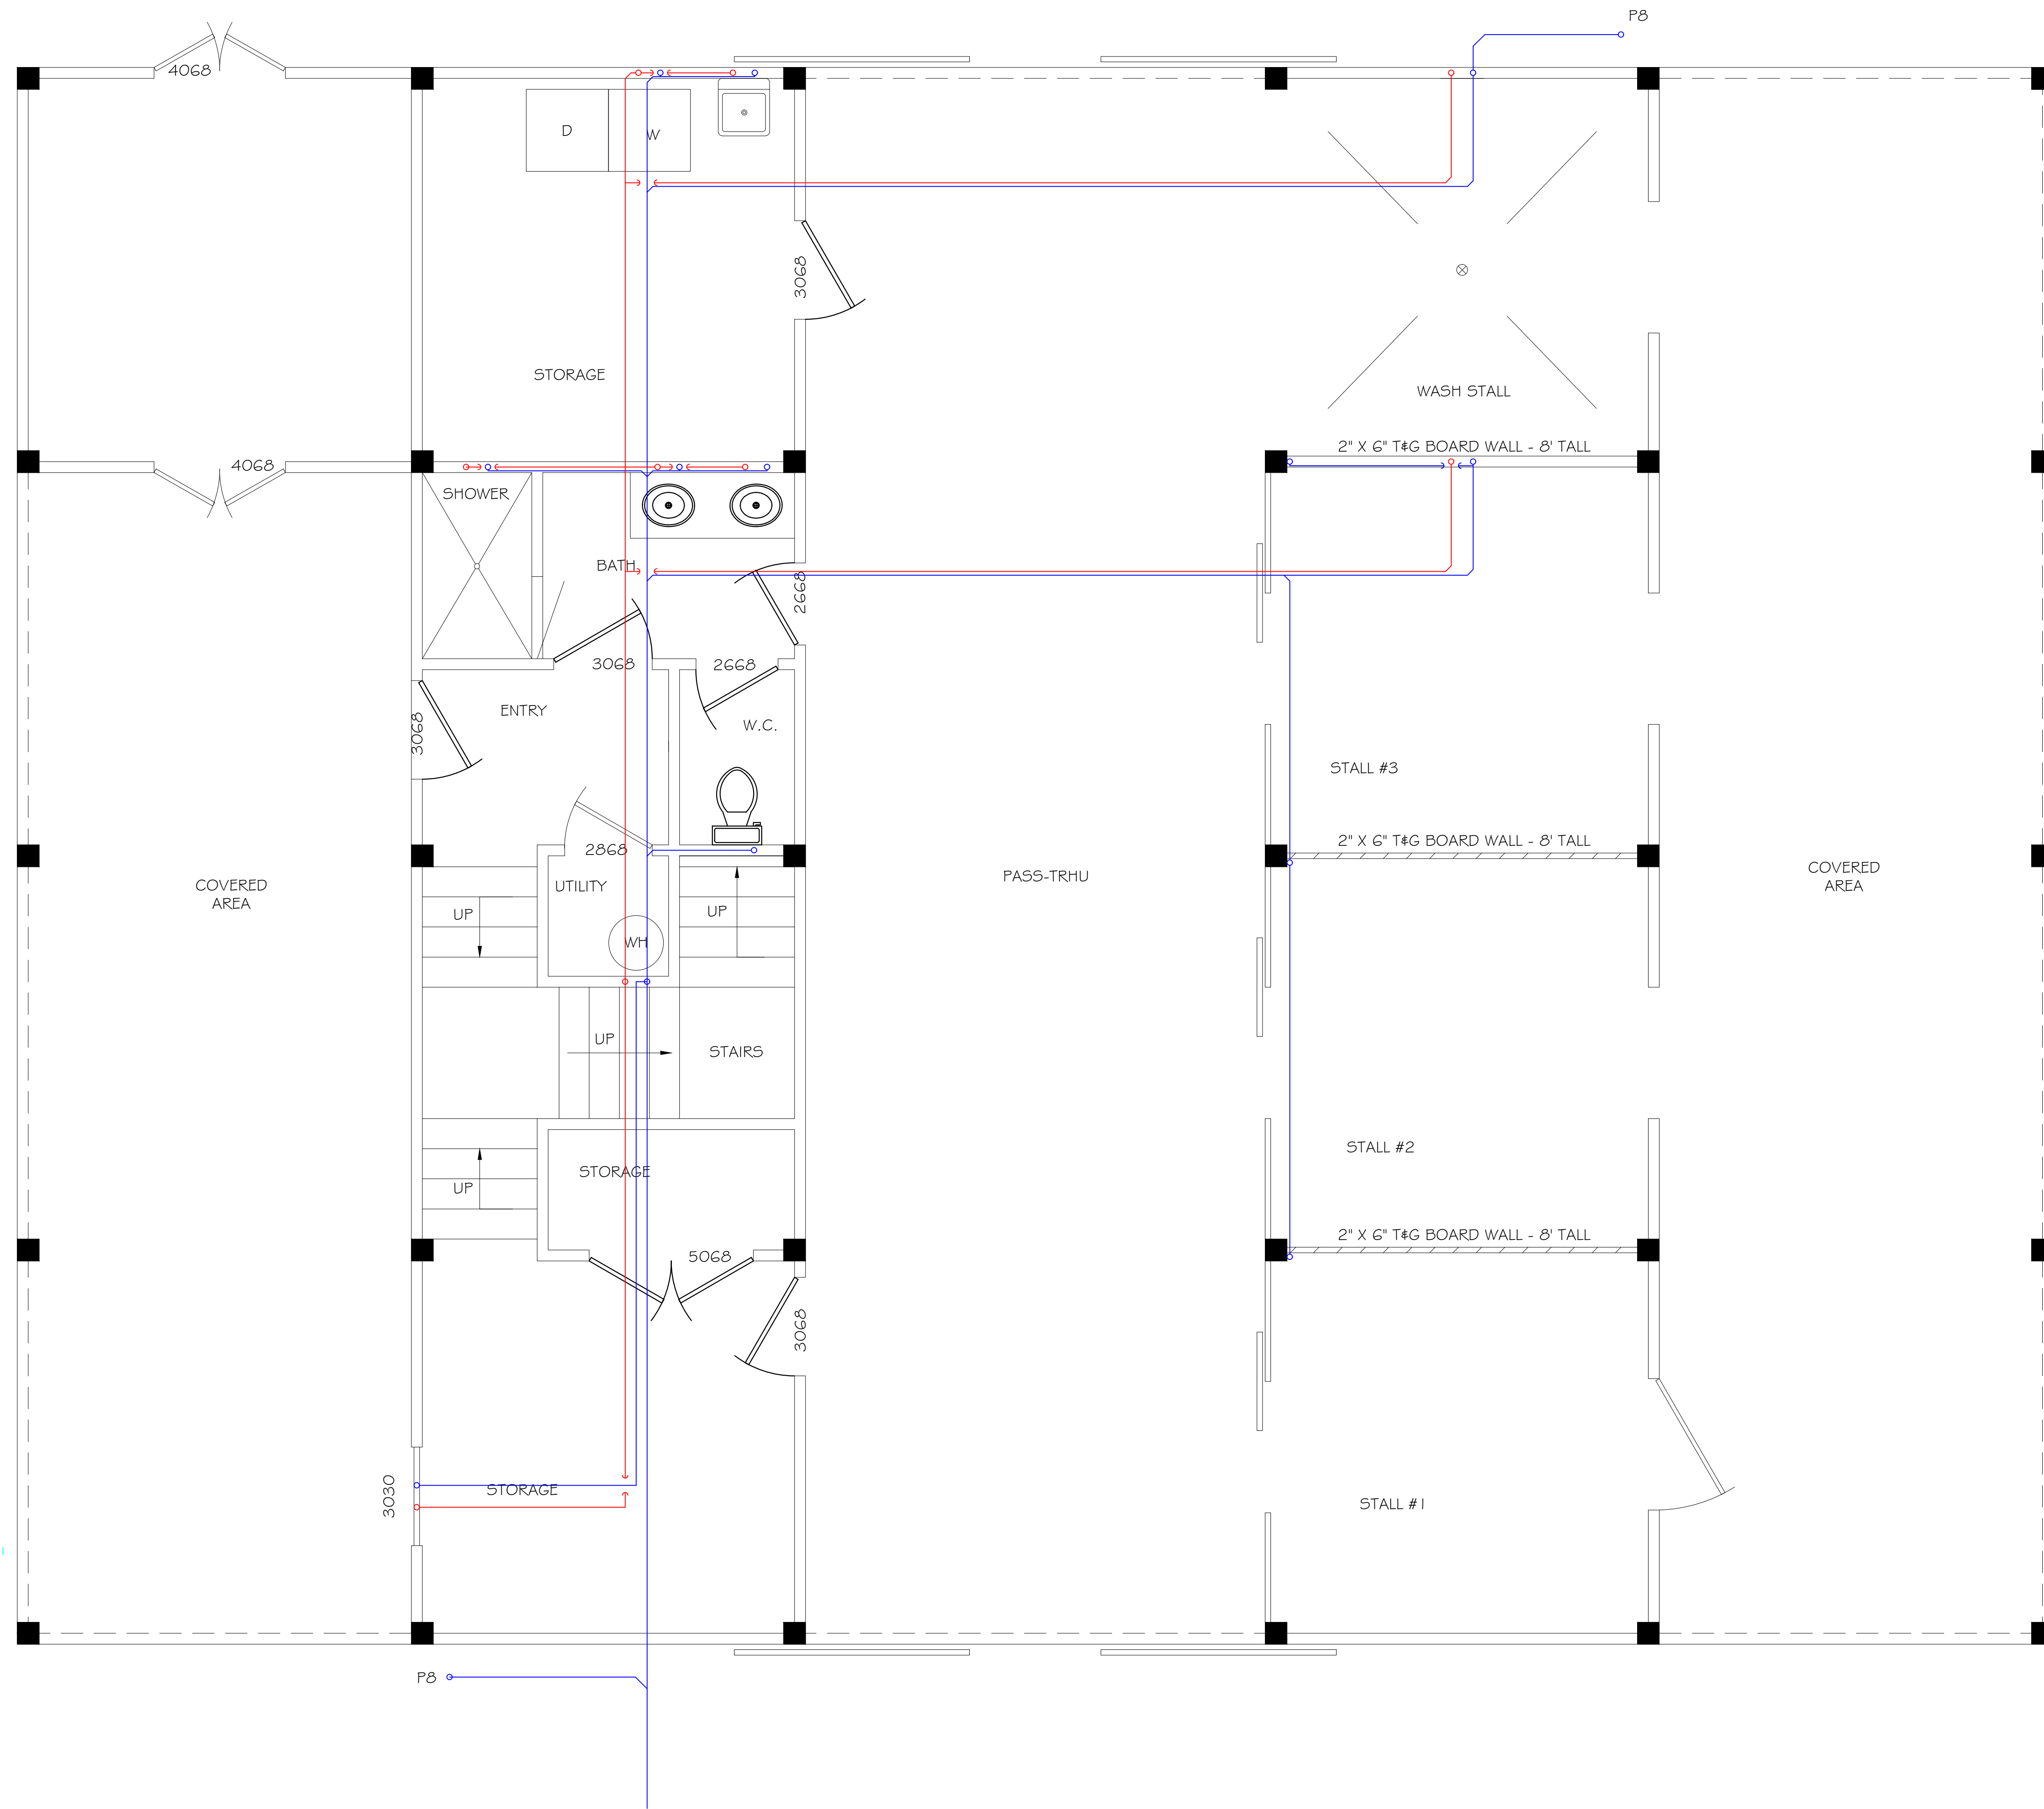 P8
4068
D
W
3068
STORAGE
WASH STALL
2" X 6" T&G BOARD WALL - 8' TALL
4068
SHOWER
BATH
2668
3068
2668
ENTRY
W.C.
3068
STALL #3
2" X 6" T&G BOARD WALL - 8' TALL
2868
UTILITY
COVERED
AREA
PASS-TRHU
COVERED
AREA
UP
UP
WH
UP
STAIRS
STALL #2
STORAGE
UP
2" X 6" T&G BOARD WALL - 8' TALL
5068
3068
3030
STORAGE
STALL #1
P8